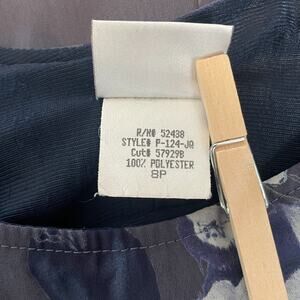 R/N# 52438
STYLE# P-124-JA
Cut# 57929B
100% POLYESTER
8P